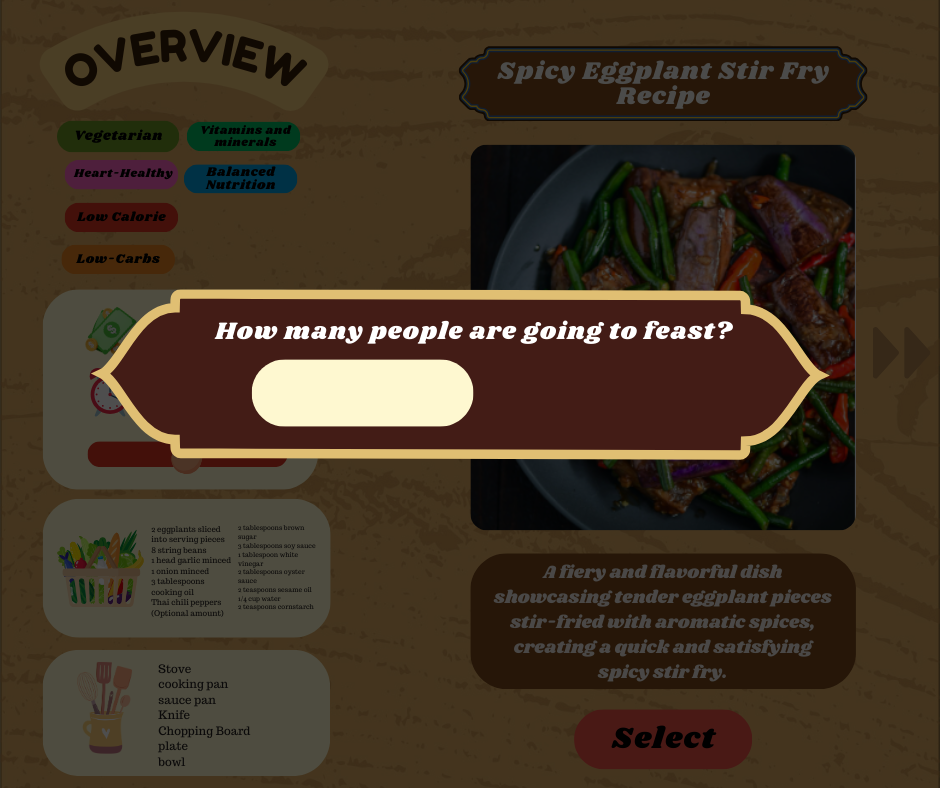 OVERVIEW
Vegetarian
Vitamins and
minerals
Heart-Healthy
Balanced
Nutrition
Low Calorie
Low-Carbs
Spicy Eggplant Stir Fry
Recipe
How many people are going to feast?
2 eggplants sliced
into serving pieces
8 string beans
1 head garlic minced
1 onion minced
3 tablespoons
cooking oil
Thai chili peppers
(Optional amount)
2 tablespoons brown
sugar
3 tablespoons soy sauce
1 tablespoon white
vinegar
2 tablespoons oyster
sauce
2 teaspoons sesame oil
1/4 cup water
2 teaspoons cornstarch
Stove
cooking pan
sauce pan
Knife
Chopping Board
plate
bowl
A fiery and flavorful dish
showcasing tender eggplant pieces
stir-fried with aromatic spices,
creating a quick and satisfying
spicy stir fry.
Select